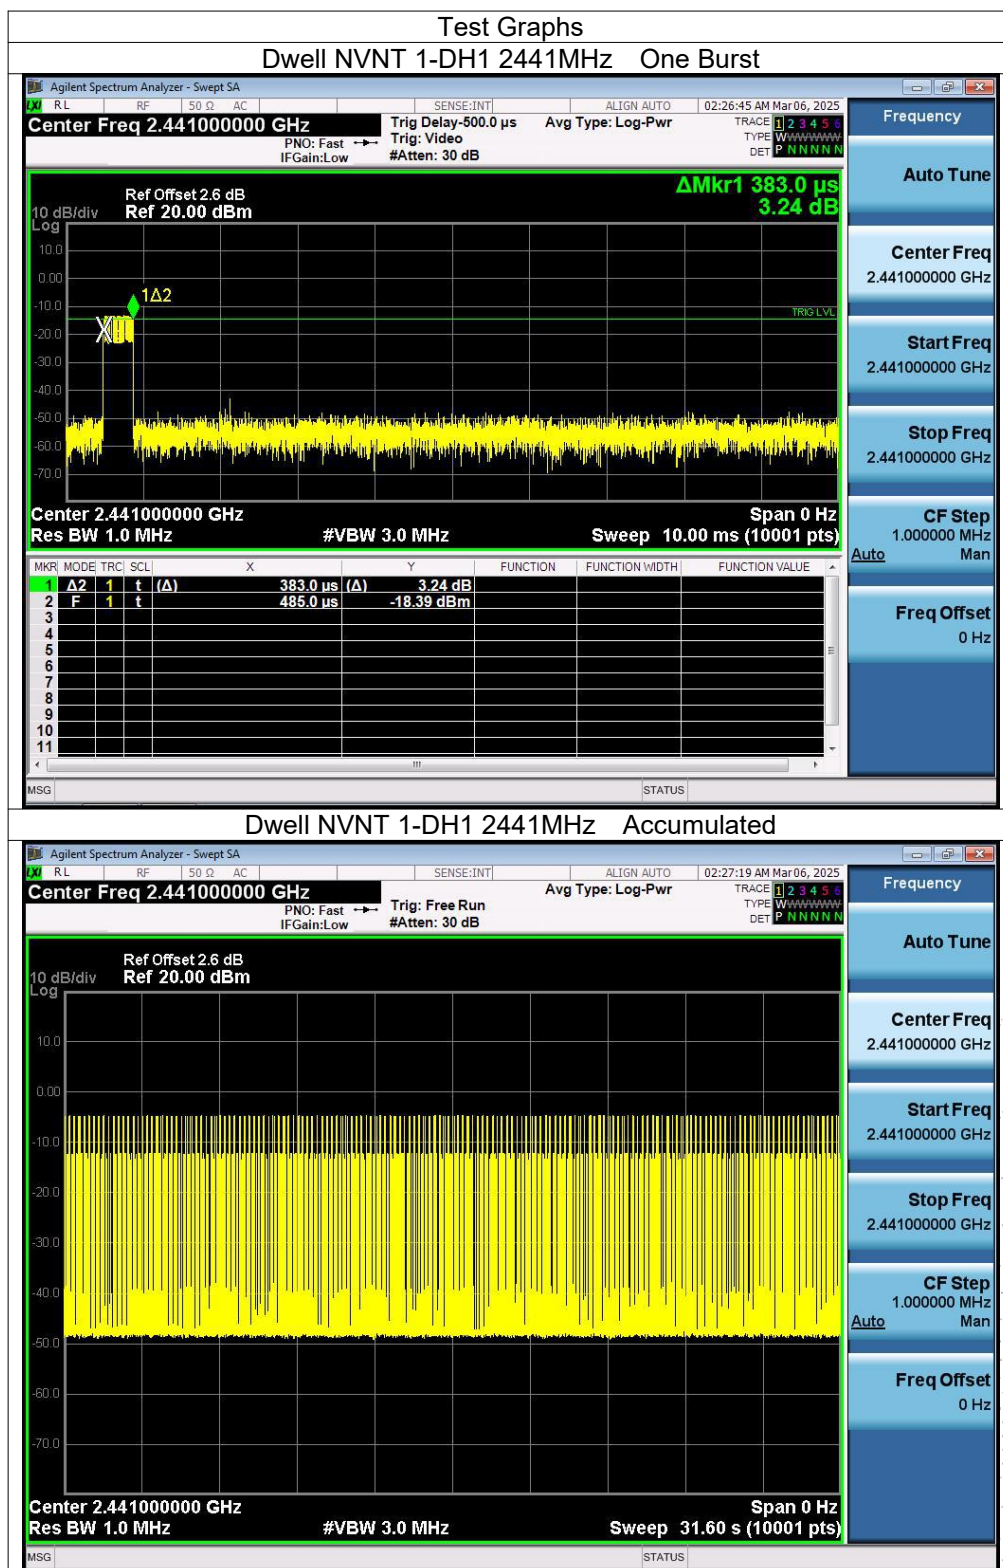 Test Graphs
Dwell NVNT 1-DH1 2441MHz One Burst
Agilent Spectrum Analyzer - Swept SA
LXI RL RF 50 Ω AC SENSE:INT ALIGN AUTO 02:26:45 AM Mar 06, 2025
Center Freq 2.441000000 GHz Trig Delay-500.0 µs Avg Type: Log-Pwr TRACE 1 2 3 4 5 6
PNO: Fast Trig: Video TYPE WWWWWWW
IFGain:Low #Atten: 30 dB DET P N N N N N
ΔMkr1 383.0 µs
3.24 dB
Ref Offset 2.6 dB
10 dB/div Ref 20.00 dBm
Log
10.0
0.00
1Δ2
-10.0
TRIG LVL
-20.0
-30.0
-40.0
-50.0
-60.0
-70.0
Center 2.441000000 GHz Span 0 Hz
Res BW 1.0 MHz #VBW 3.0 MHz Sweep 10.00 ms (10001 pts)
MKR MODE TRC SCL X Y FUNCTION FUNCTION WIDTH FUNCTION VALUE
1 Δ2 1 t (Δ) 383.0 µs (Δ) 3.24 dB
2 F 1 t 485.0 µs -18.39 dBm
3
4
5
6
7
8
9
10
11
MSG STATUS
Frequency
Auto Tune
Center Freq
2.441000000 GHz
Start Freq
2.441000000 GHz
Stop Freq
2.441000000 GHz
CF Step
1.000000 MHz
Auto Man
Freq Offset
0 Hz
Dwell NVNT 1-DH1 2441MHz Accumulated
Agilent Spectrum Analyzer - Swept SA
LXI RL RF 50 Ω AC SENSE:INT ALIGN AUTO 02:27:19 AM Mar 06, 2025
Center Freq 2.441000000 GHz Avg Type: Log-Pwr TRACE 1 2 3 4 5 6
PNO: Fast Trig: Free Run TYPE WWWWWWW
IFGain:Low #Atten: 30 dB DET P N N N N N
Ref Offset 2.6 dB
10 dB/div Ref 20.00 dBm
Log
10.0
0.00
-10.0
-20.0
-30.0
-40.0
-50.0
-60.0
-70.0
Center 2.441000000 GHz Span 0 Hz
Res BW 1.0 MHz #VBW 3.0 MHz Sweep 31.60 s (10001 pts)
MSG STATUS
Frequency
Auto Tune
Center Freq
2.441000000 GHz
Start Freq
2.441000000 GHz
Stop Freq
2.441000000 GHz
CF Step
1.000000 MHz
Auto Man
Freq Offset
0 Hz